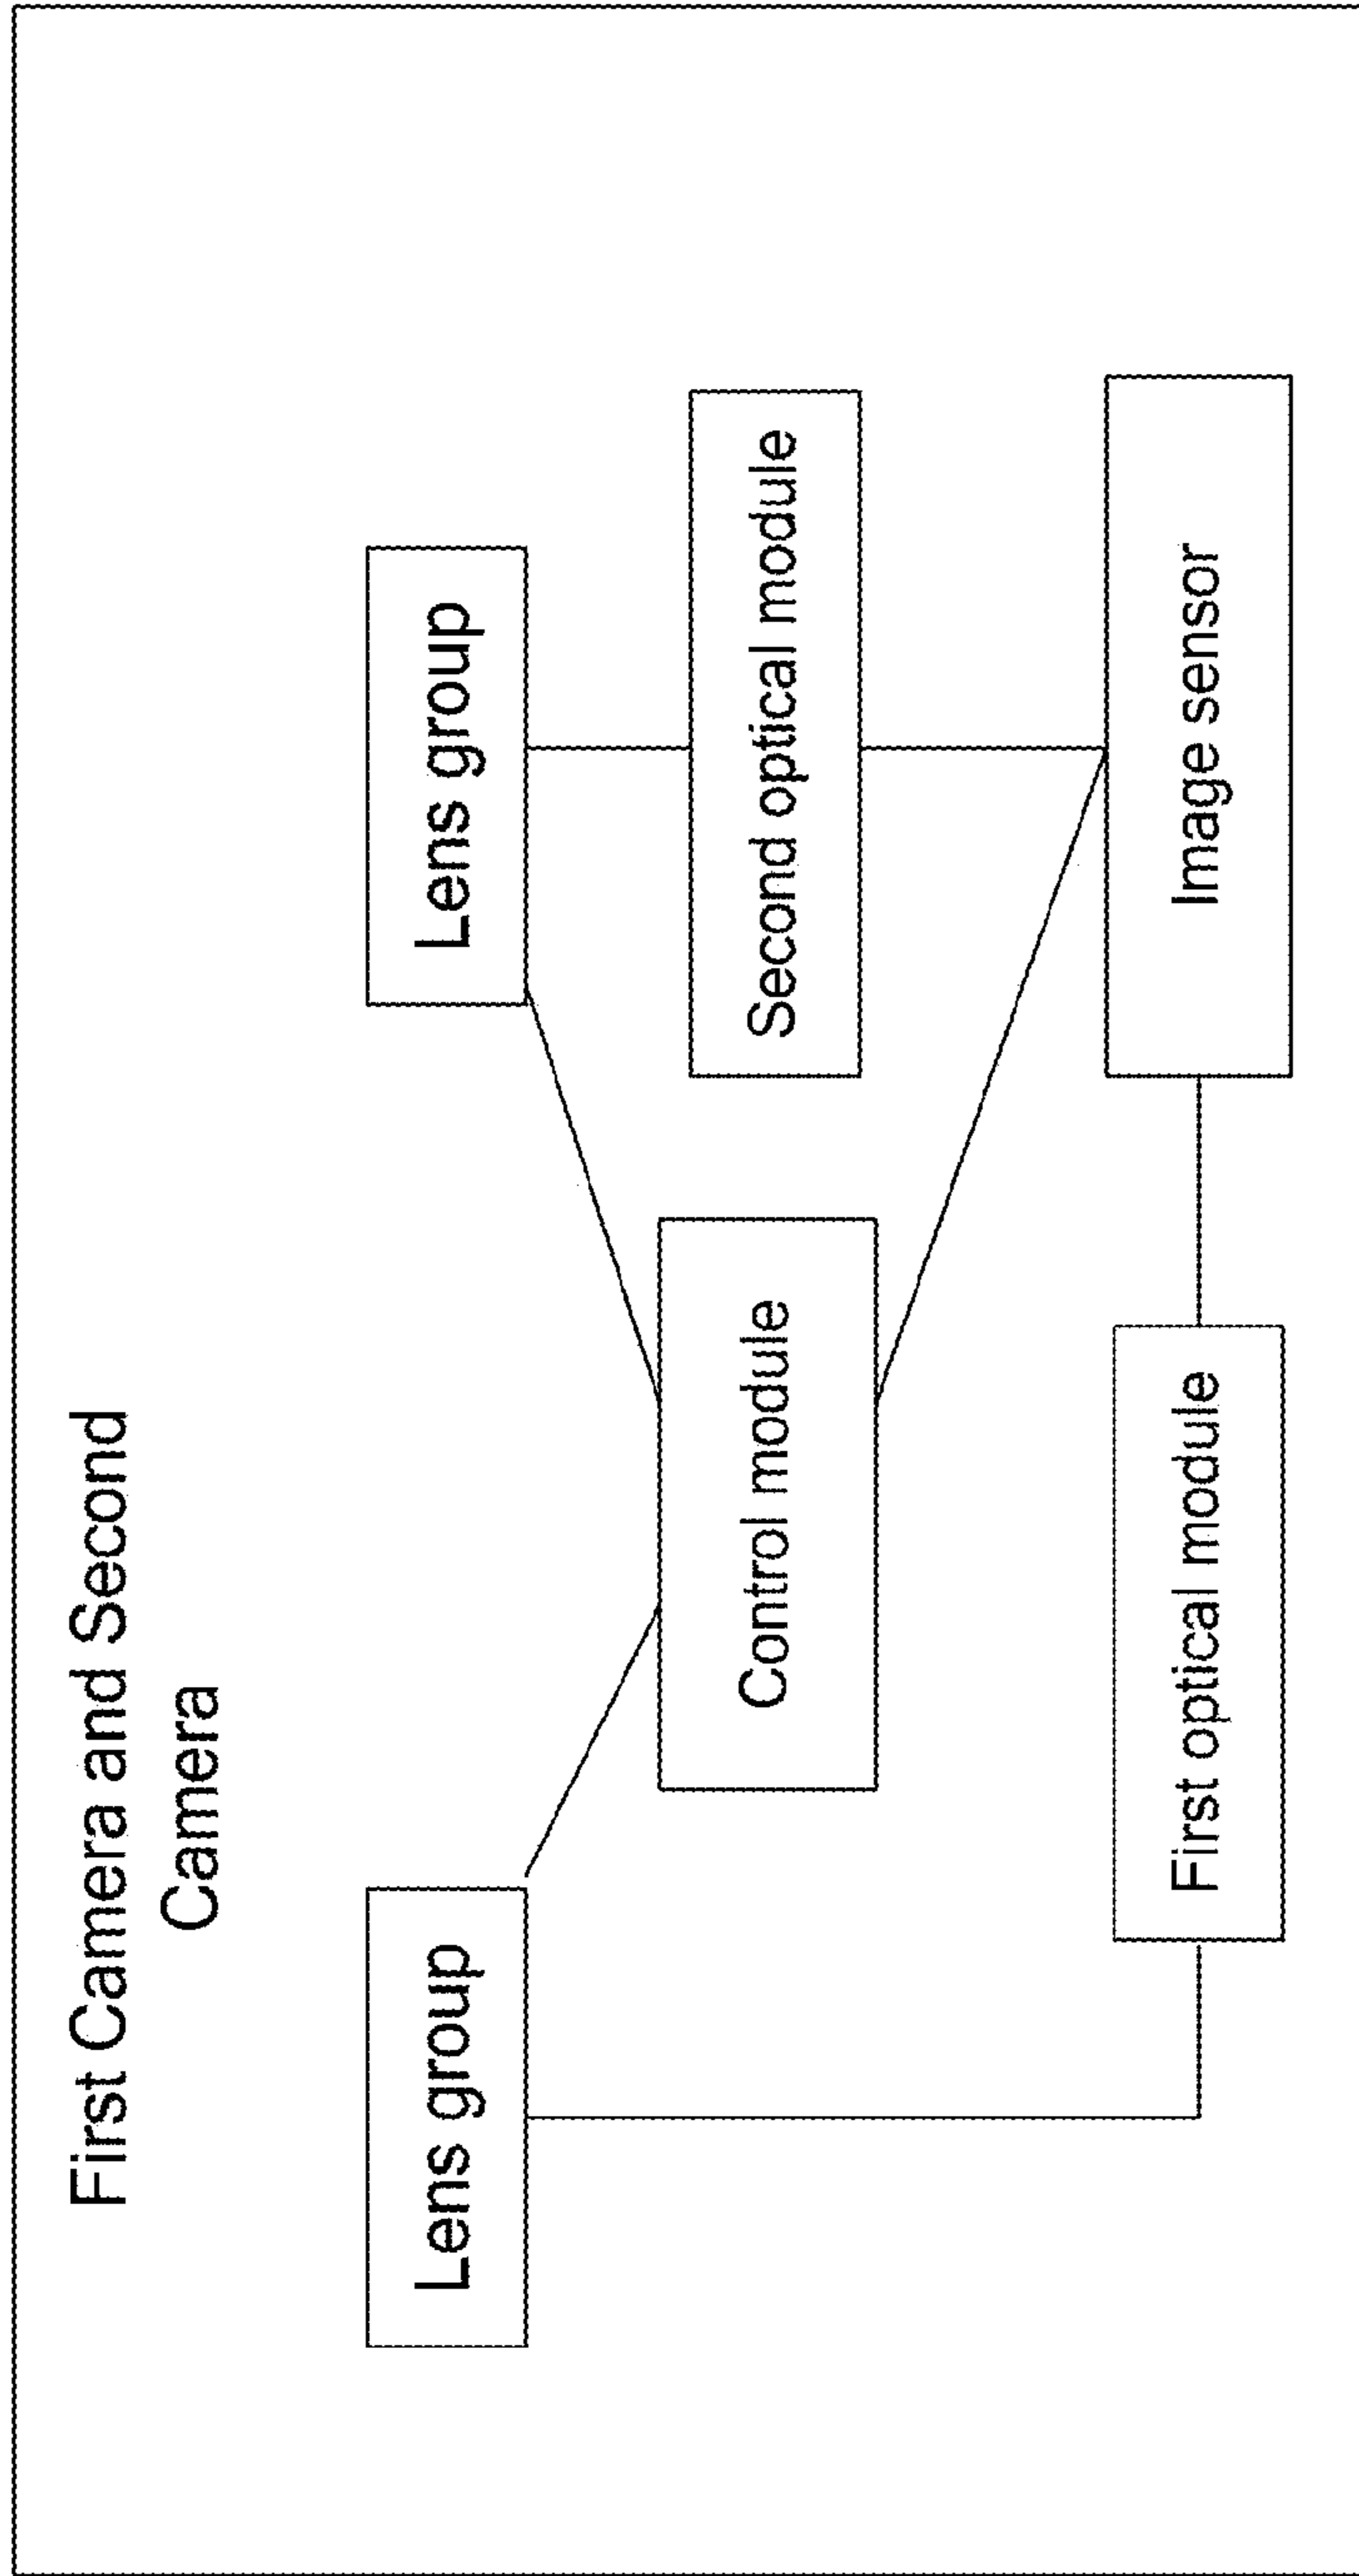 First Camera and Second
Camera
Lens group
Lens group
Control module
Second optical module
First optical module
Image sensor